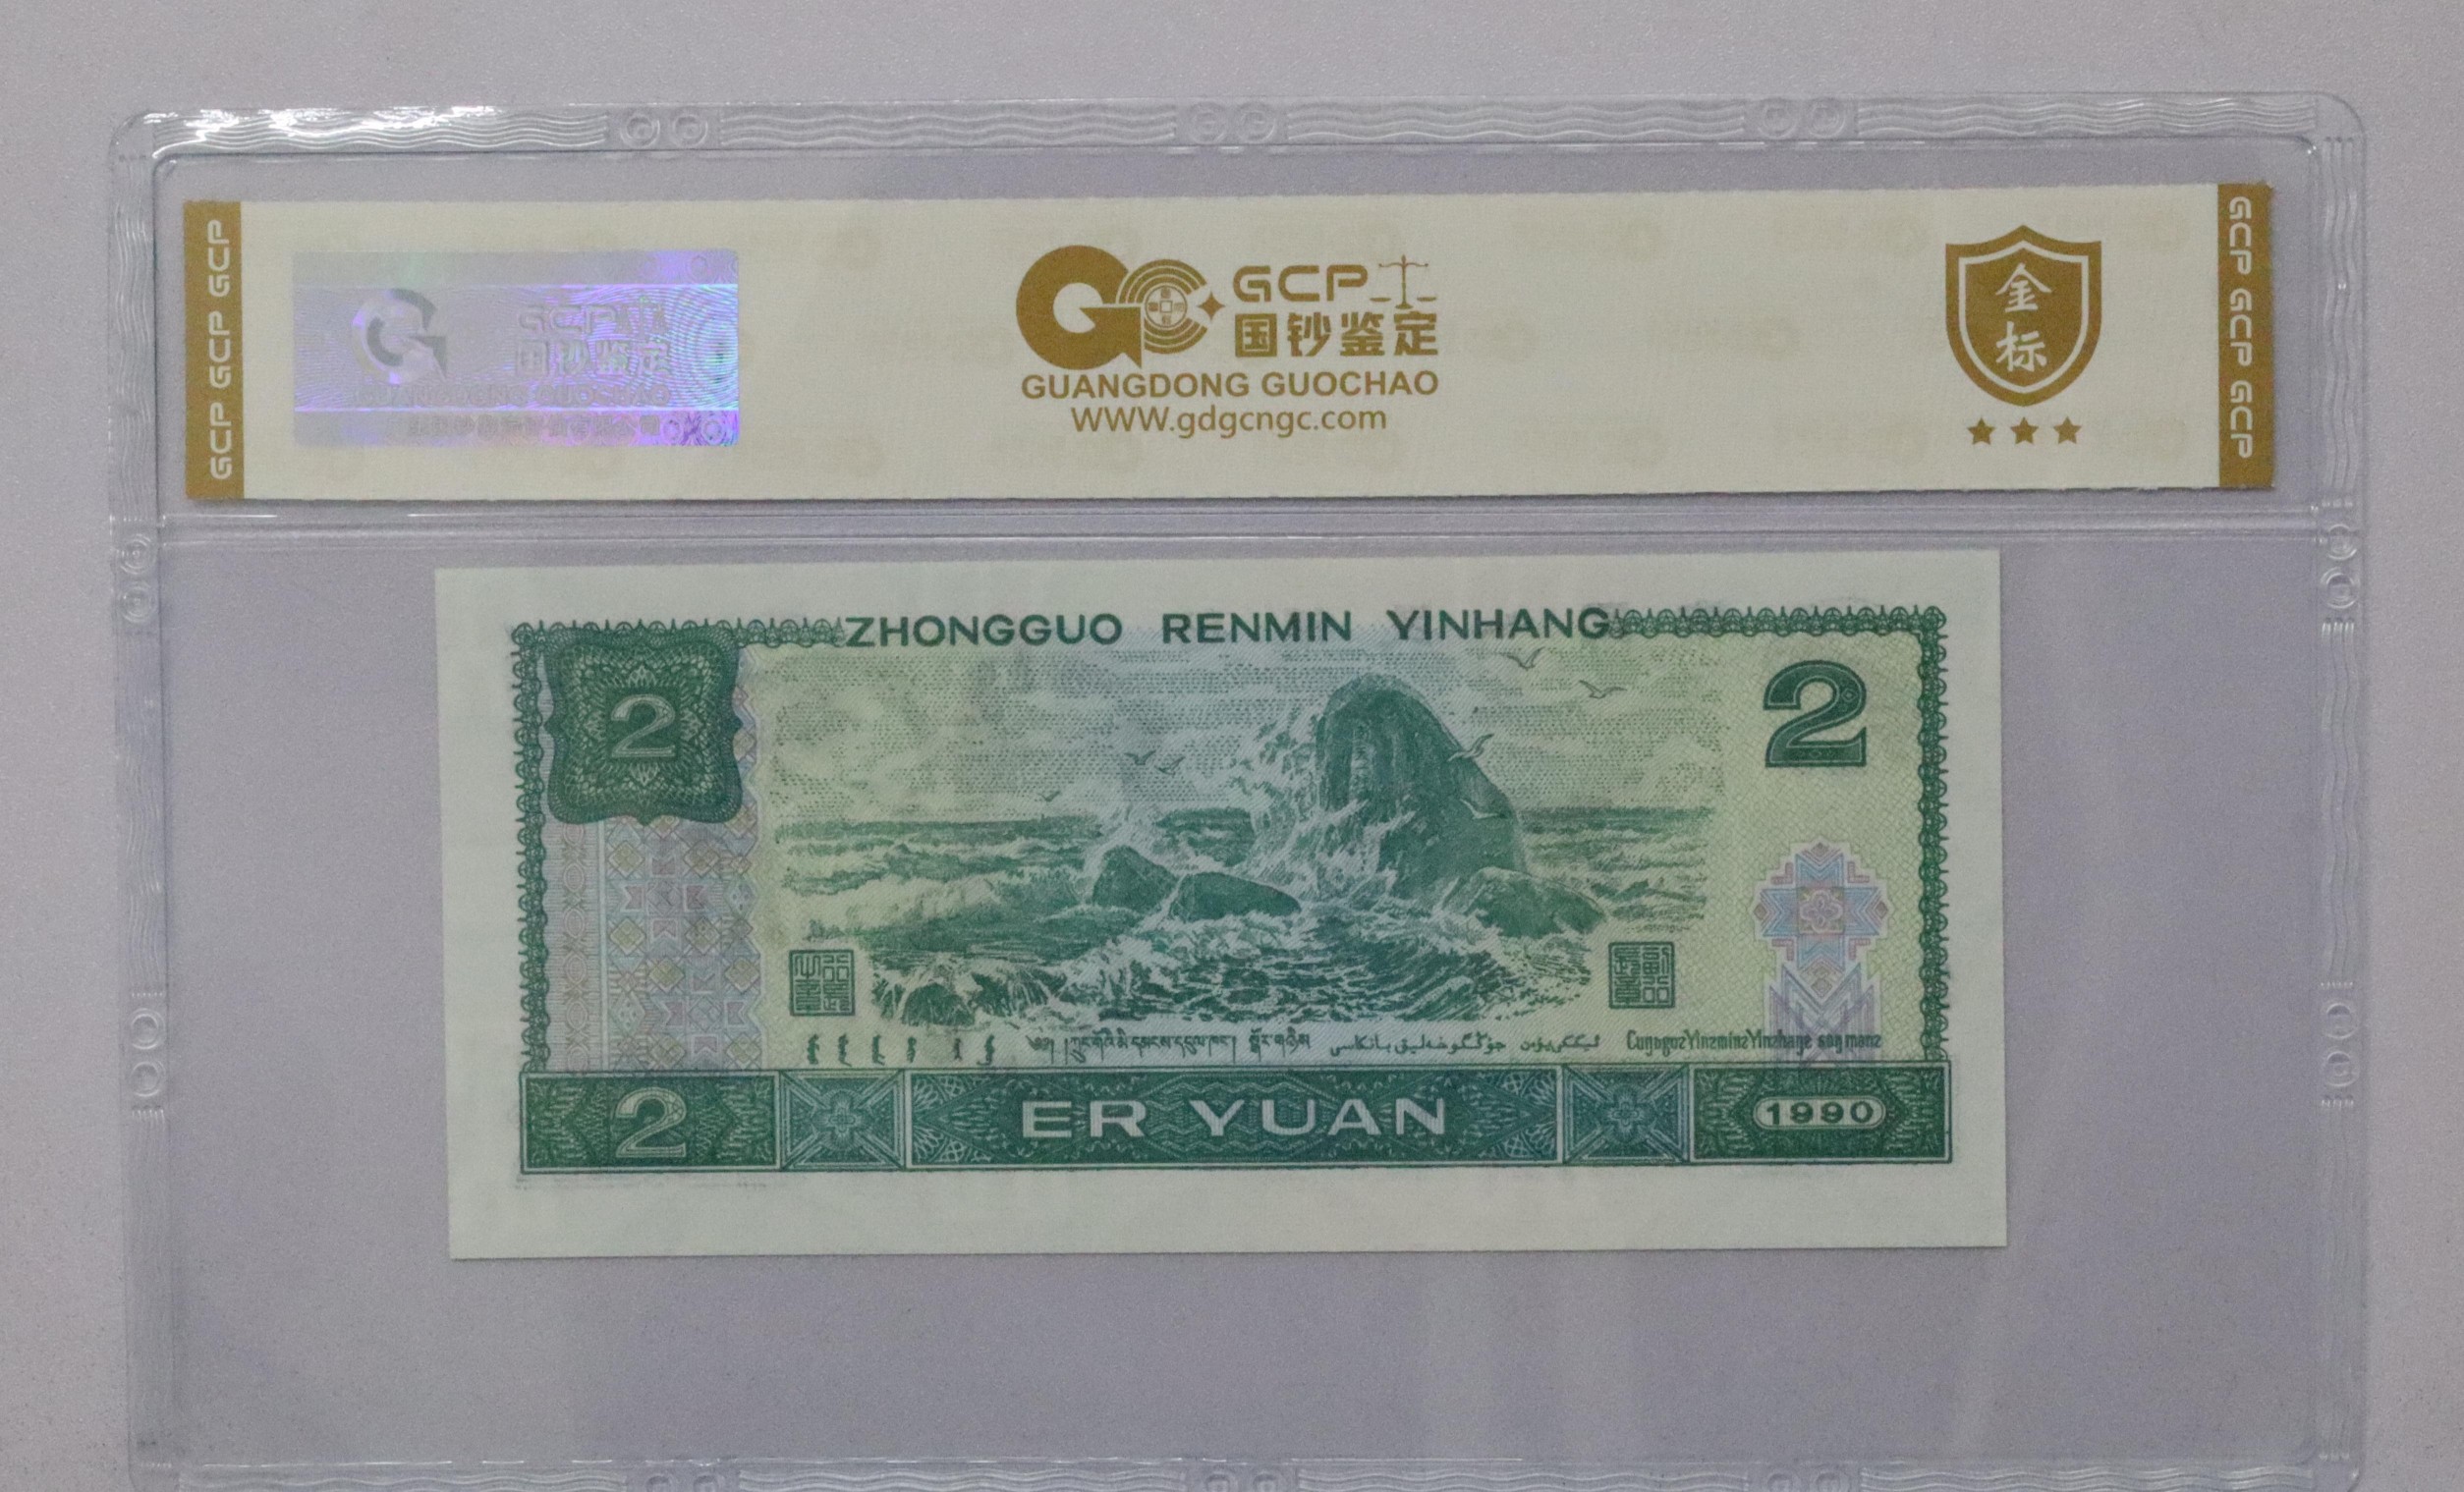 GCP GCP GCP
GCP
国钞鉴定
GUANGDONG GUOCHAO
GCP
国钞鉴定
GUANGDONG GUOCHAO
WWW.gdgcngc.com
金
标
GCP GCP GCP
ZHONGGUO RENMIN YINHANG
2
2
2
ER YUAN
1990